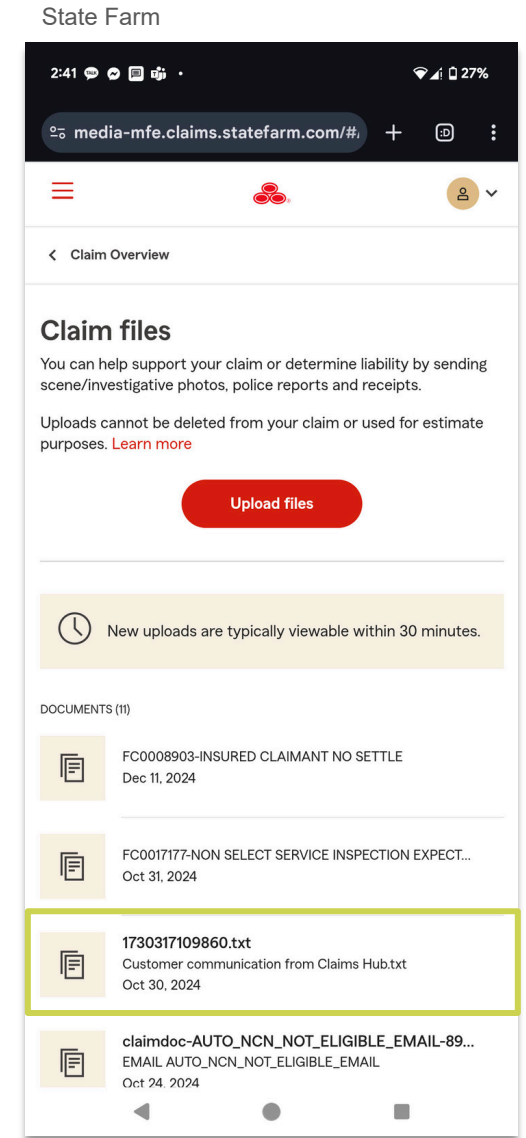 State Farm
2:41
27%
media-mfe.claims.statefarm.com/#/
Claim Overview
Claim files
You can help support your claim or determine liability by sending
scene/investigative photos, police reports and receipts.
Uploads cannot be deleted from your claim or used for estimate
purposes. Learn more
Upload files
New uploads are typically viewable within 30 minutes.
DOCUMENTS (11)
FC0008903-INSURED CLAIMANT NO SETTLE
Dec 11, 2024
FC0017177-NON SELECT SERVICE INSPECTION EXPECT...
Oct 31, 2024
1730317109860.txt
Customer communication from Claims Hub.txt
Oct 30, 2024
claimdoc-AUTO_NCN_NOT_ELIGIBLE_EMAIL-89...
EMAIL AUTO_NCN_NOT_ELIGIBLE_EMAIL
Oct 24, 2024